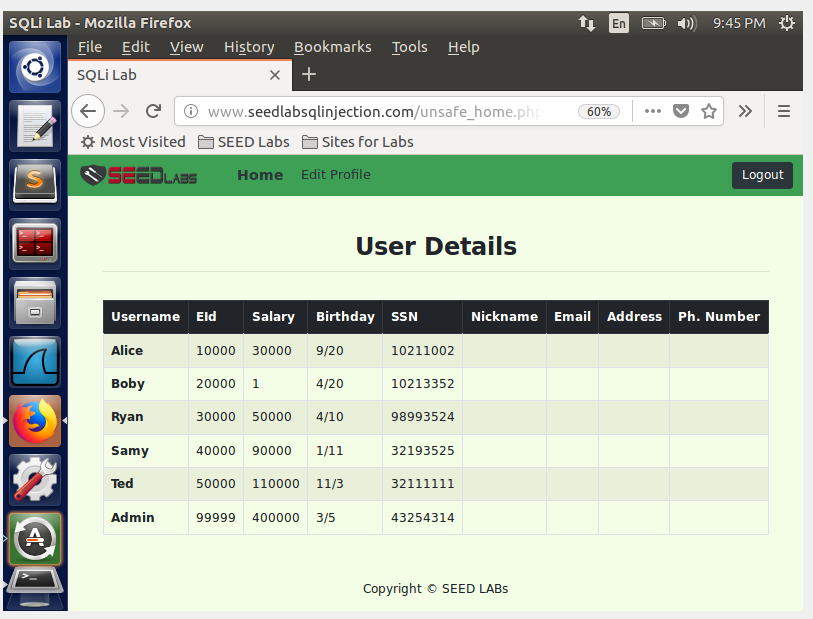 SQLi Lab - Mozilla Firefox En 9:45 PM
File Edit View History Bookmarks Tools Help
SQLi Lab
www.seedlabsqlinjection.com/unsafe_home.php 60%
Most Visited SEED Labs Sites for Labs
SEEDLABS Home Edit Profile Logout
User Details
Username EId Salary Birthday SSN Nickname Email Address Ph. Number
Alice 10000 30000 9/20 10211002
Boby 20000 1 4/20 10213352
Ryan 30000 50000 4/10 98993524
Samy 40000 90000 1/11 32193525
Ted 50000 110000 11/3 32111111
Admin 99999 400000 3/5 43254314
Copyright © SEED LABs